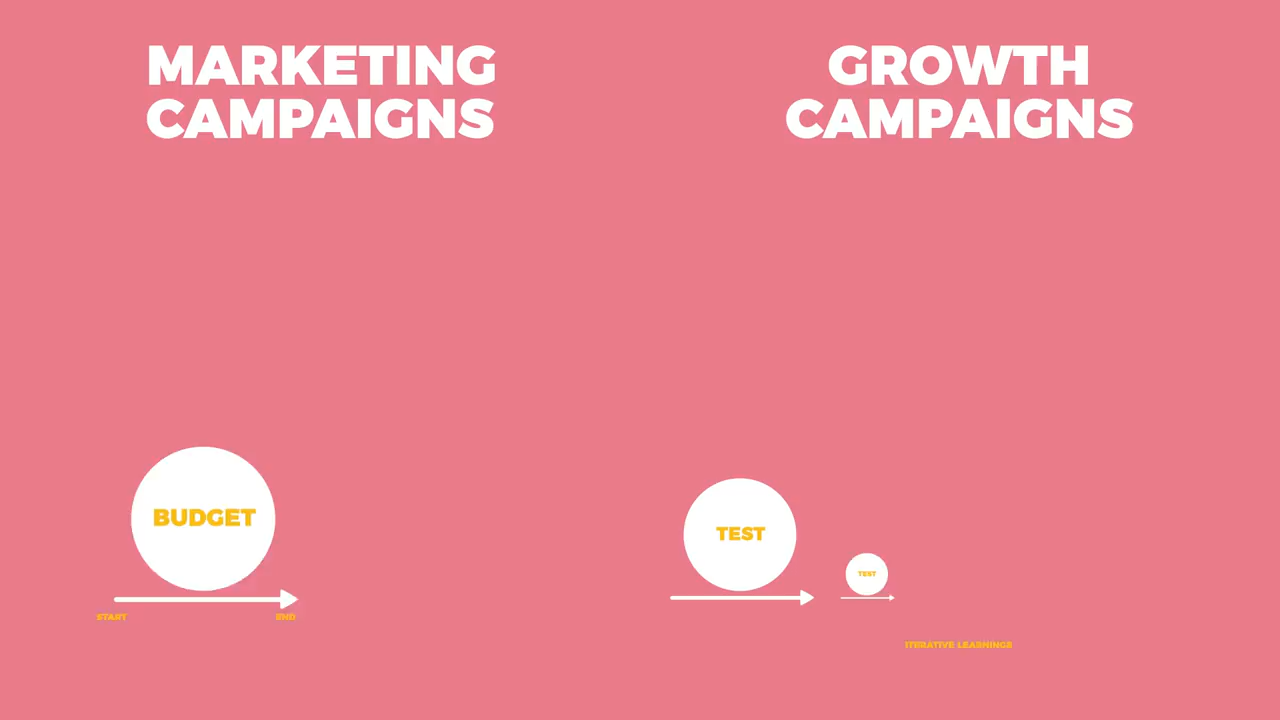 MARKETING
CAMPAIGNS
GROWTH
CAMPAIGNS
BUDGET
START
END
TEST
TEST
ITERATIVE LEARNINGS